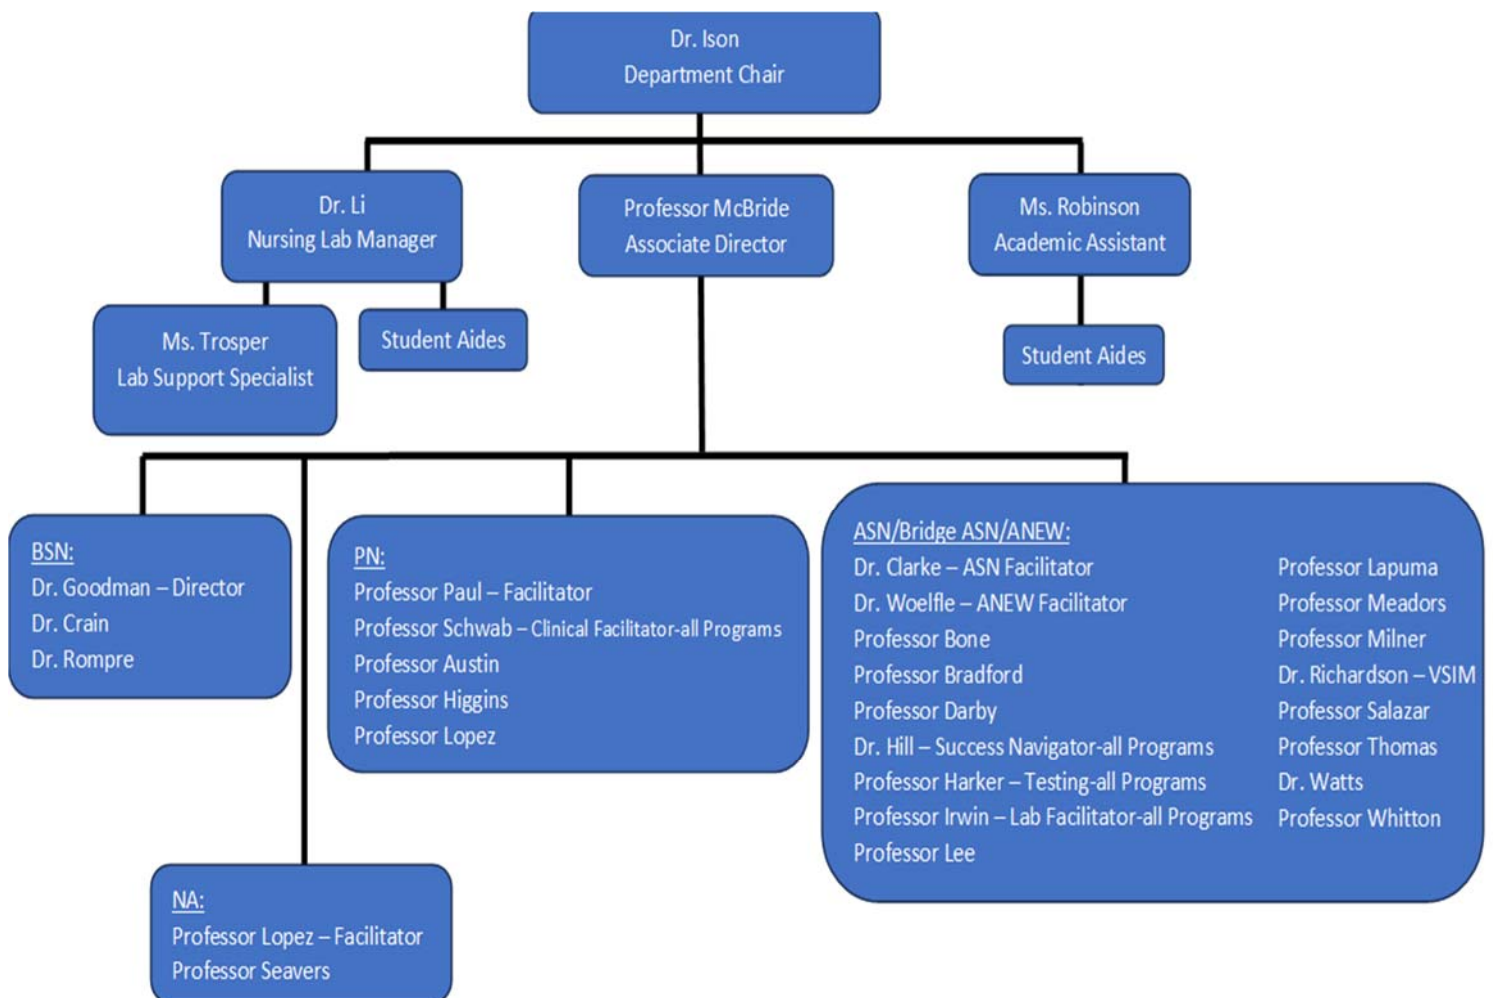 Dr. Ison
Department Chair
Dr. Li
Nursing Lab Manager
Professor McBride
Associate Director
Ms. Robinson
Academic Assistant
Ms. Trosper
Lab Support Specialist
Student Aides
Student Aides
BSN:
Dr. Goodman – Director
Dr. Crain
Dr. Rompre
NA:
Professor Lopez – Facilitator
Professor Seavers
PN:
Professor Paul – Facilitator
Professor Schwab – Clinical Facilitator-all Programs
Professor Austin
Professor Higgins
Professor Lopez
ASN/Bridge ASN/ANEW:
Dr. Clarke – ASN Facilitator
Dr. Woelfle – ANEW Facilitator
Professor Bone
Professor Bradford
Professor Darby
Dr. Hill – Success Navigator-all Programs
Professor Harker – Testing-all Programs
Professor Irwin – Lab Facilitator-all Programs
Professor Lee
Professor Lapuma
Professor Meadors
Professor Milner
Dr. Richardson – VSIM
Professor Salazar
Professor Thomas
Dr. Watts
Professor Whitton